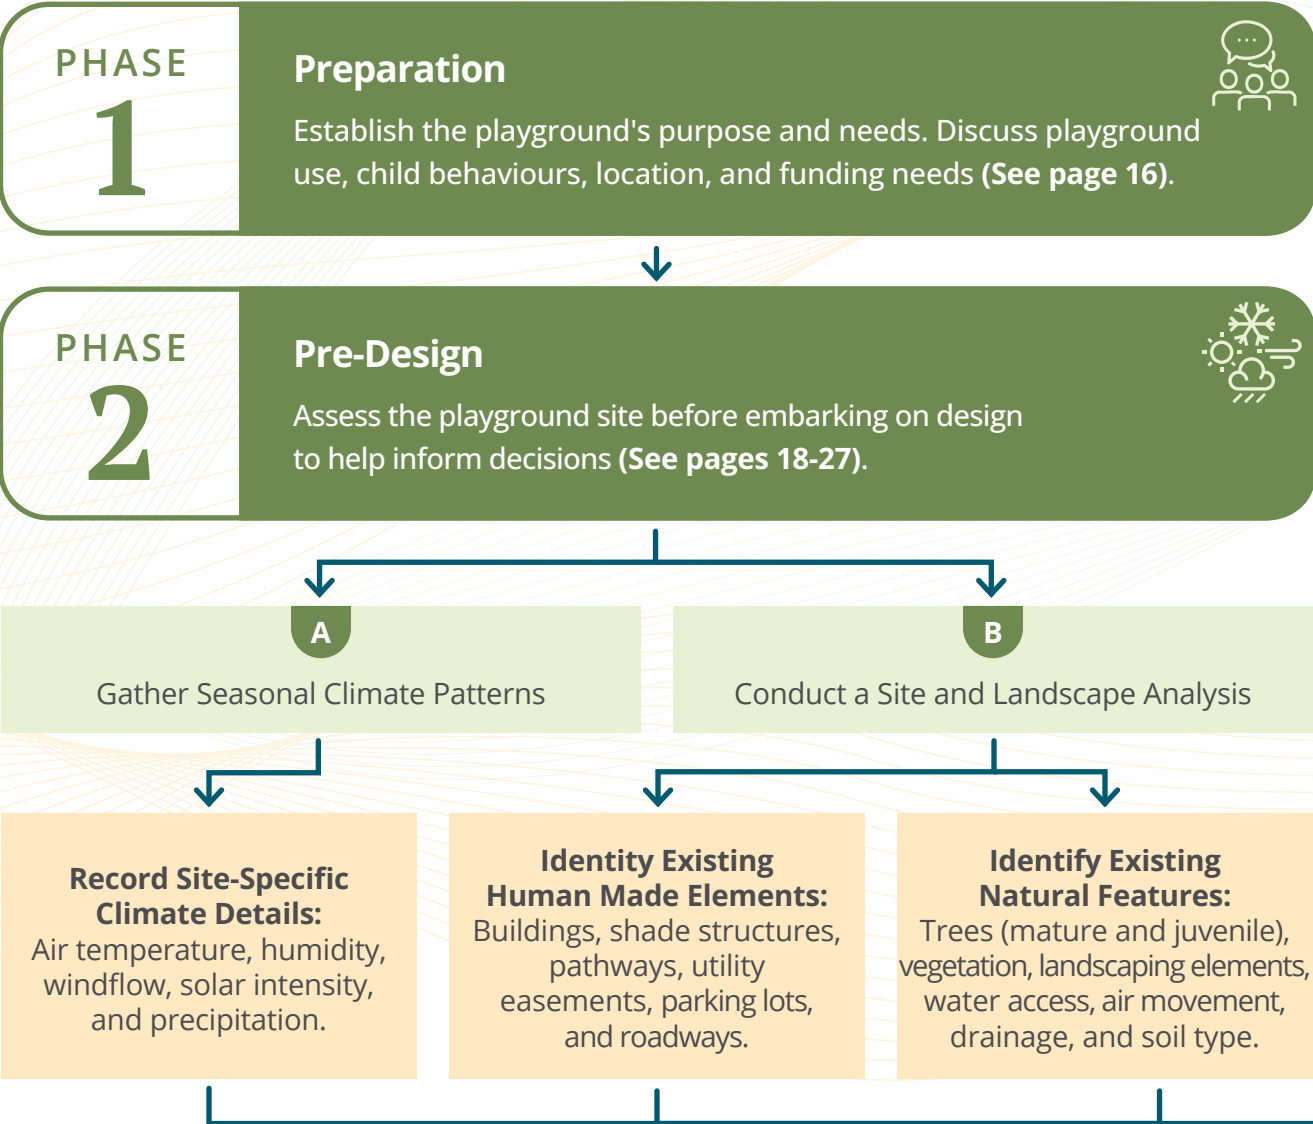 PHASE
1
Preparation
Establish the playground's purpose and needs. Discuss playground
use, child behaviours, location, and funding needs (See page 16).
PHASE
2
Pre-Design
Assess the playground site before embarking on design
to help inform decisions (See pages 18-27).
A
Gather Seasonal Climate Patterns
B
Conduct a Site and Landscape Analysis
Record Site-Specific
Climate Details:
Air temperature, humidity,
windflow, solar intensity,
and precipitation.
Identity Existing
Human Made Elements:
Buildings, shade structures,
pathways, utility
easements, parking lots,
and roadways.
Identify Existing
Natural Features:
Trees (mature and juvenile),
vegetation, landscaping elements,
water access, air movement,
drainage, and soil type.